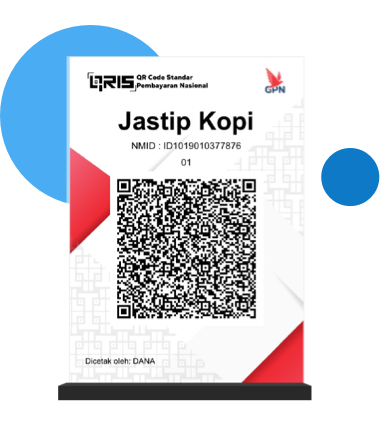 QRIS QR Code Standar
Pembayaran Nasional
GPN
Jastip Kopi
NMID : ID1019010377876
01
Dicetak oleh: DANA